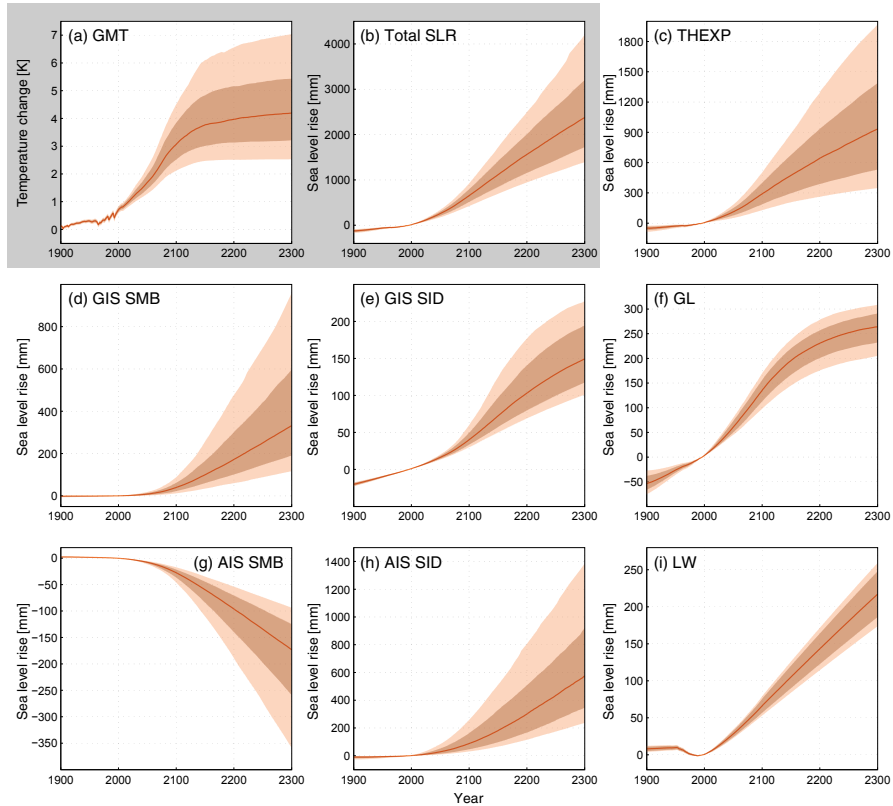 (a) GMT
Temperature change [K]
7
6
5
4
3
2
1
0
1900 2000 2100 2200 2300
(b) Total SLR
Sea level rise [mm]
4000
3000
2000
1000
0
1900 2000 2100 2200 2300
(c) THEXP
Sea level rise [mm]
1800
1500
1200
900
600
300
0
1900 2000 2100 2200 2300
(d) GIS SMB
Sea level rise [mm]
800
600
400
200
0
1900 2000 2100 2200 2300
(e) GIS SID
Sea level rise [mm]
200
150
100
50
0
1900 2000 2100 2200 2300
(f) GL
Sea level rise [mm]
300
250
200
150
100
50
0
−50
1900 2000 2100 2200 2300
(g) AIS SMB
Sea level rise [mm]
0
−50
−100
−150
−200
−250
−300
−350
1900 2000 2100 2200 2300
(h) AIS SID
Sea level rise [mm]
1400
1200
1000
800
600
400
200
0
1900 2000 2100 2200 2300
(i) LW
Sea level rise [mm]
250
200
150
100
50
0
1900 2000 2100 2200 2300
Year